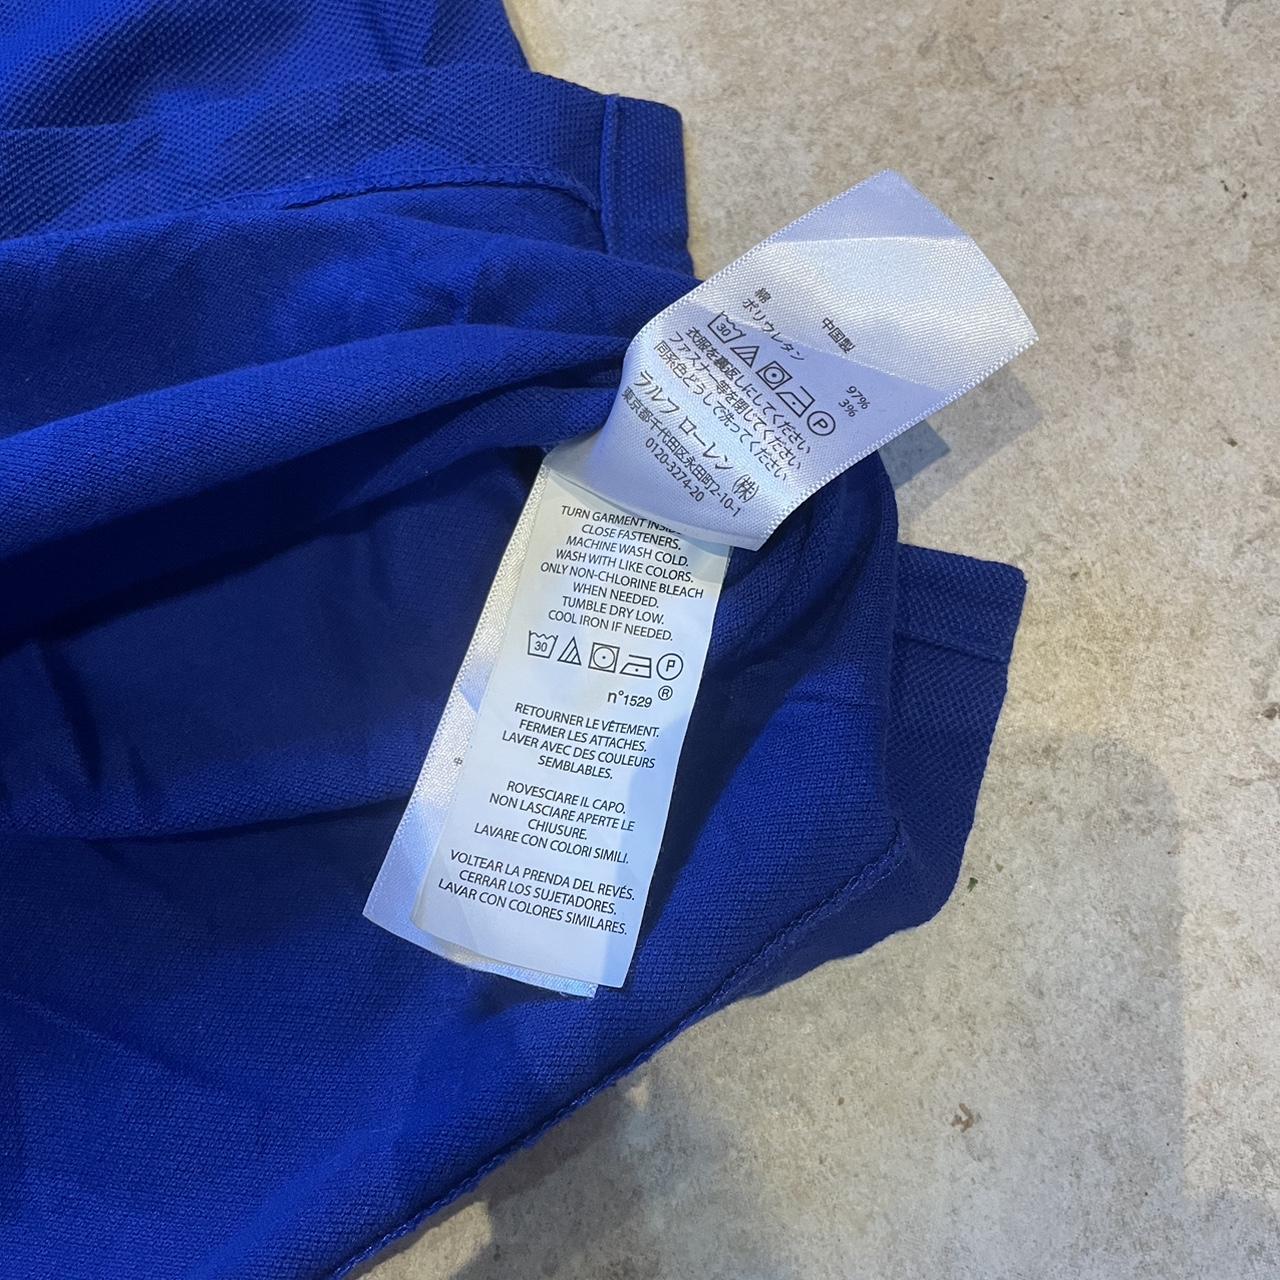 中国製
綿 97%
ポリウレタン 3%
30 P
衣服を裏返しにしてください
ファスナー等を閉じてください
同系色どうしで洗ってください
ラルフ ローレン (株)
東京都千代田区永田町2-10-1
0120-3274-20
TURN GARMENT INSIDE
CLOSE FASTENERS.
MACHINE WASH COLD.
WASH WITH LIKE COLORS.
ONLY NON-CHLORINE BLEACH
WHEN NEEDED.
TUMBLE DRY LOW.
COOL IRON IF NEEDED.
30 P
n°1529 ®
RETOURNER LE VÊTEMENT.
FERMER LES ATTACHES.
LAVER AVEC DES COULEURS
SEMBLABLES.
ROVESCIARE IL CAPO.
NON LASCIARE APERTE LE
CHIUSURE.
LAVARE CON COLORI SIMILI.
VOLTEAR LA PRENDA DEL REVÉS.
CERRAR LOS SUJETADORES.
LAVAR CON COLORES SIMILARES.
中